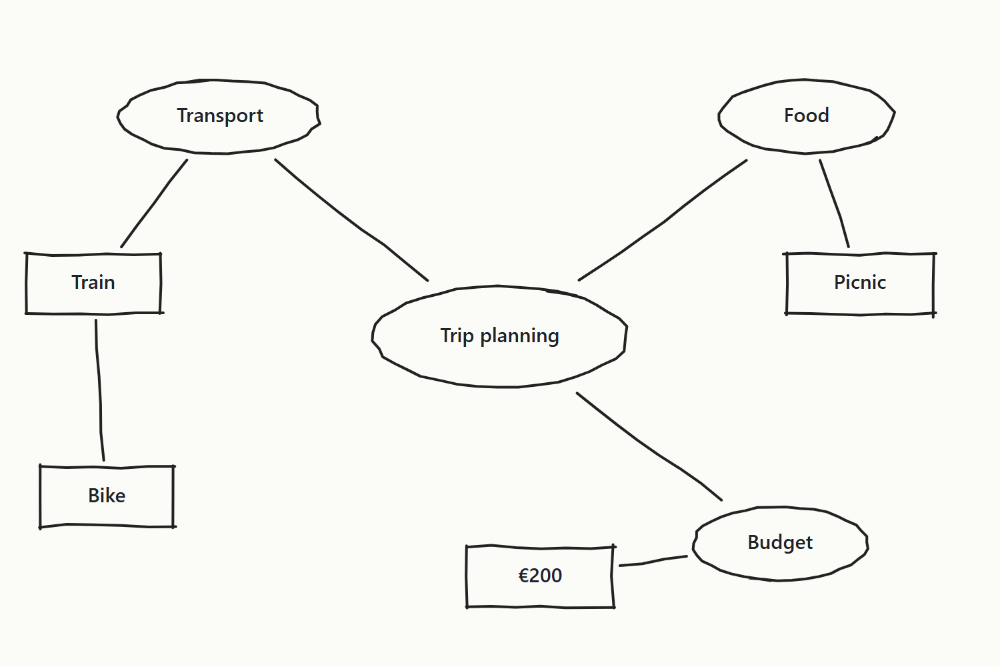 Transport
Food
Train
Picnic
Trip planning
Bike
Budget
€200